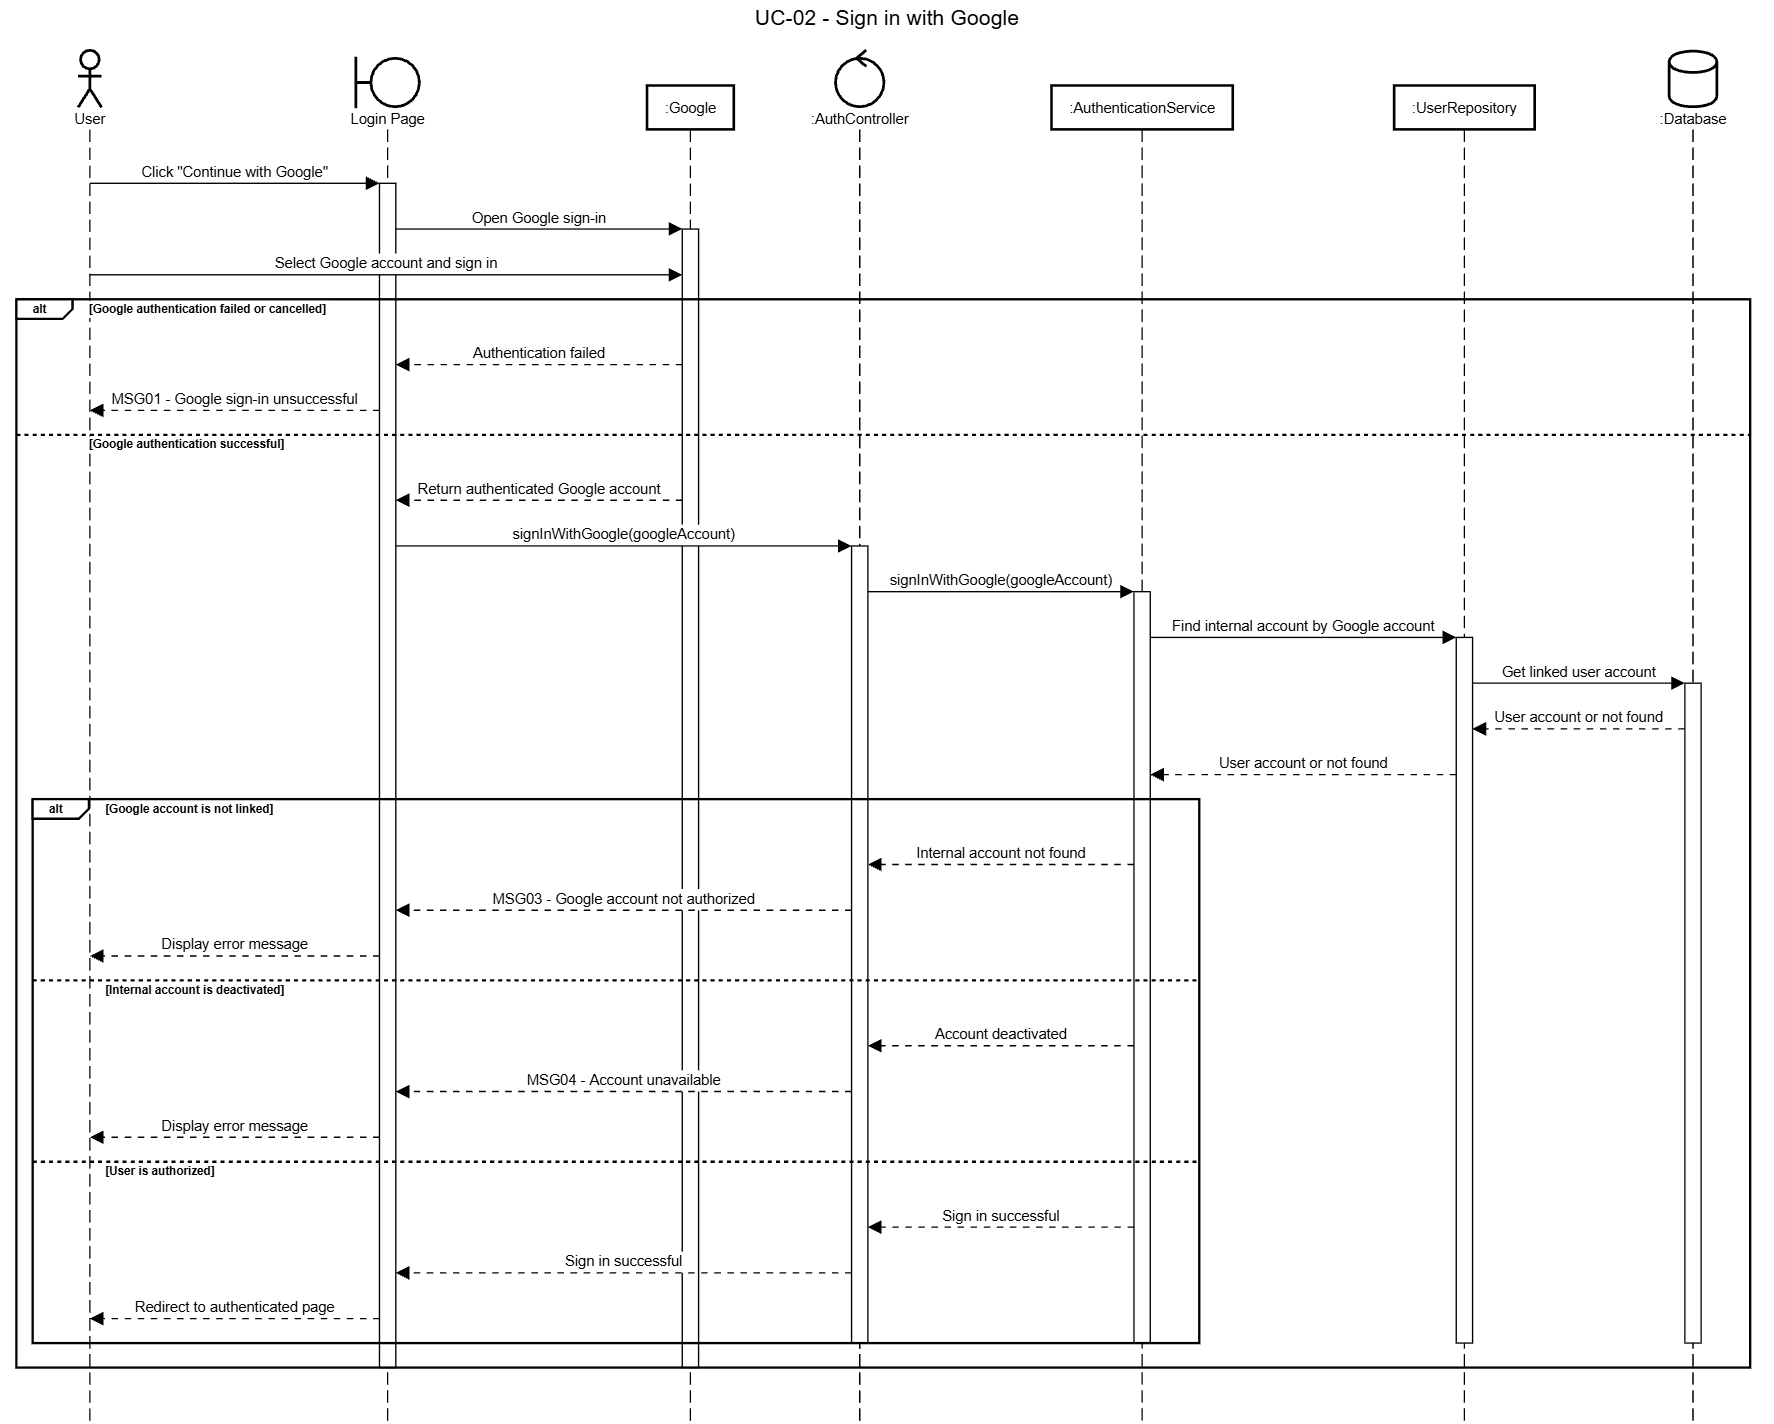 UC-02 - Sign in with Google
User
Login Page
:Google
:AuthController
:AuthenticationService
:UserRepository
:Database
Click "Continue with Google"
Open Google sign-in
Select Google account and sign in
alt
[Google authentication failed or cancelled]
Authentication failed
MSG01 - Google sign-in unsuccessful
[Google authentication successful]
Return authenticated Google account
signInWithGoogle(googleAccount)
signInWithGoogle(googleAccount)
Find internal account by Google account
Get linked user account
User account or not found
User account or not found
alt
[Google account is not linked]
Internal account not found
MSG03 - Google account not authorized
Display error message
[Internal account is deactivated]
Account deactivated
MSG04 - Account unavailable
Display error message
[User is authorized]
Sign in successful
Sign in successful
Redirect to authenticated page